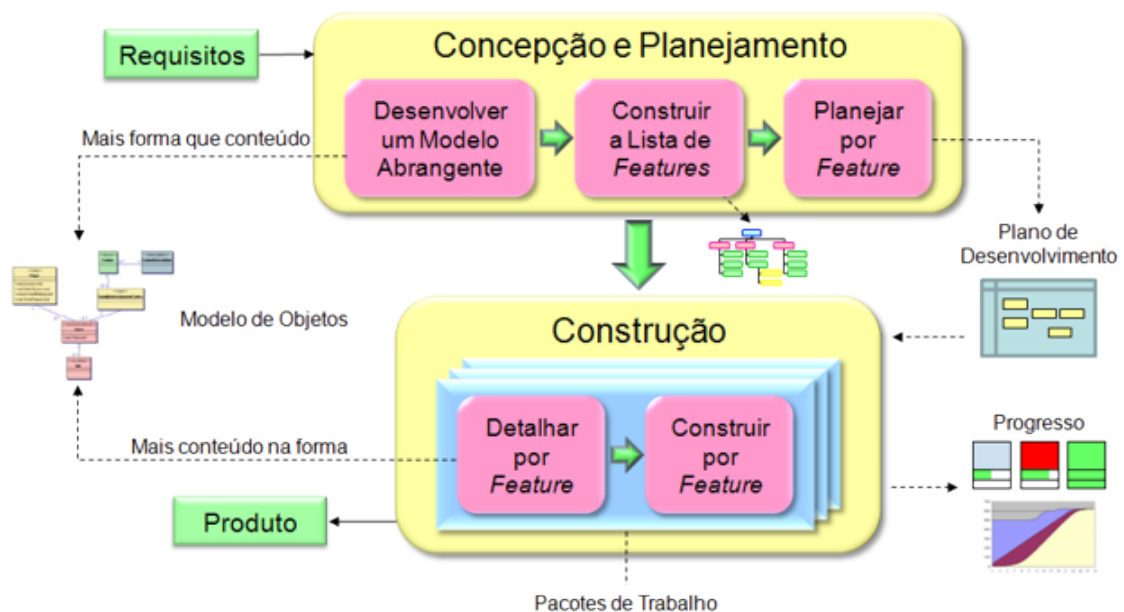 Requisitos
Concepção e Planejamento
Desenvolver
um Modelo
Abrangente
Construir
a Lista de
Features
Planejar
por
Feature
Mais forma que conteúdo
Plano de
Desenvolvimento
Modelo de Objetos
Construção
Detalhar
por
Feature
Construir
por
Feature
Mais conteúdo na forma
Progresso
Produto
Pacotes de Trabalho